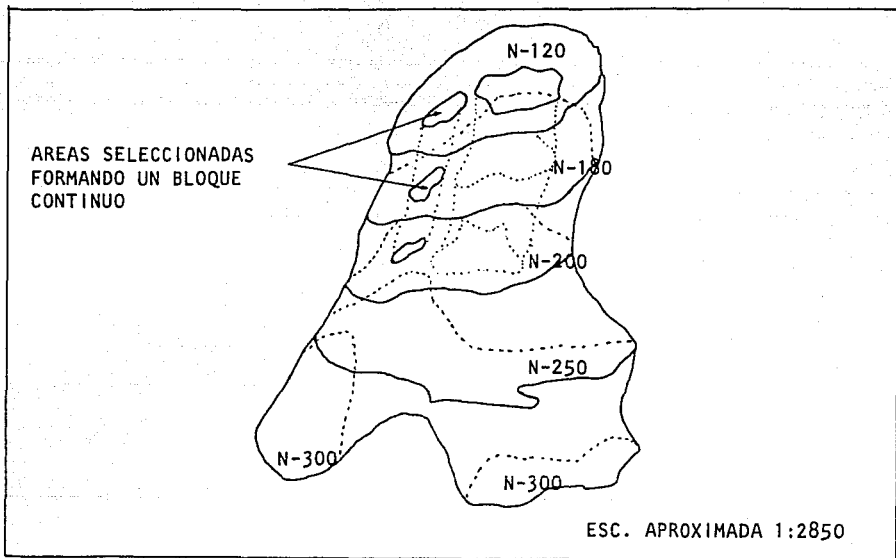 N-120
AREAS SELECCIONADAS
FORMANDO UN BLOQUE
CONTINUO
N-180
N-200
N-250
N-300
N-300
ESC. APROXIMADA 1:2850